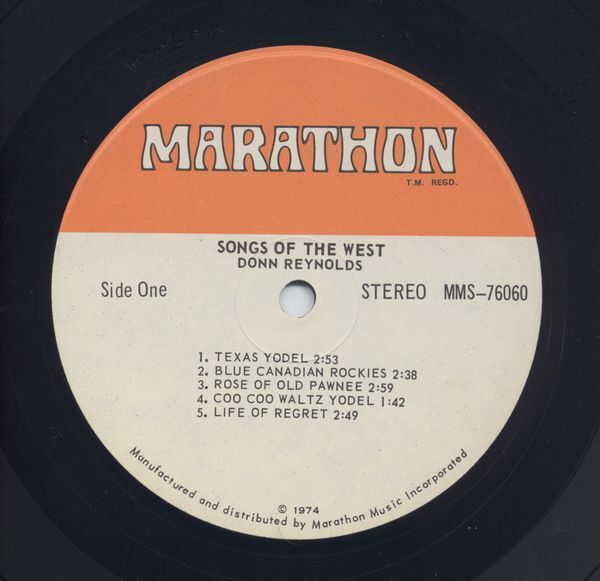 MARATHON
T.M. REGD.
SONGS OF THE WEST
DONN REYNOLDS
Side One
STEREO MMS-76060
1. TEXAS YODEL 2:53
2. BLUE CANADIAN ROCKIES 2:38
3. ROSE OF OLD PAWNEE 2:59
4. COO COO WALTZ YODEL 1:42
5. LIFE OF REGRET 2:49
© 1974
Manufactured and distributed by Marathon Music Incorporated